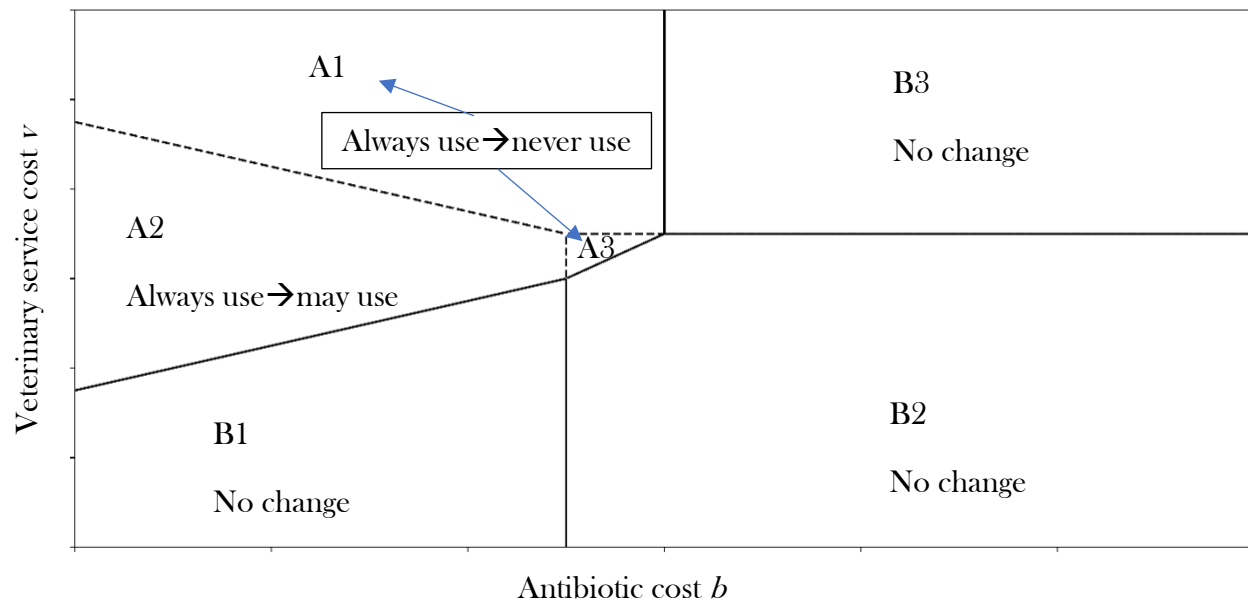 A1
B3
Always use→never use
No change
A2
A3
Always use→may use
B1
B2
No change
No change
Veterinary service cost v
Antibiotic cost b